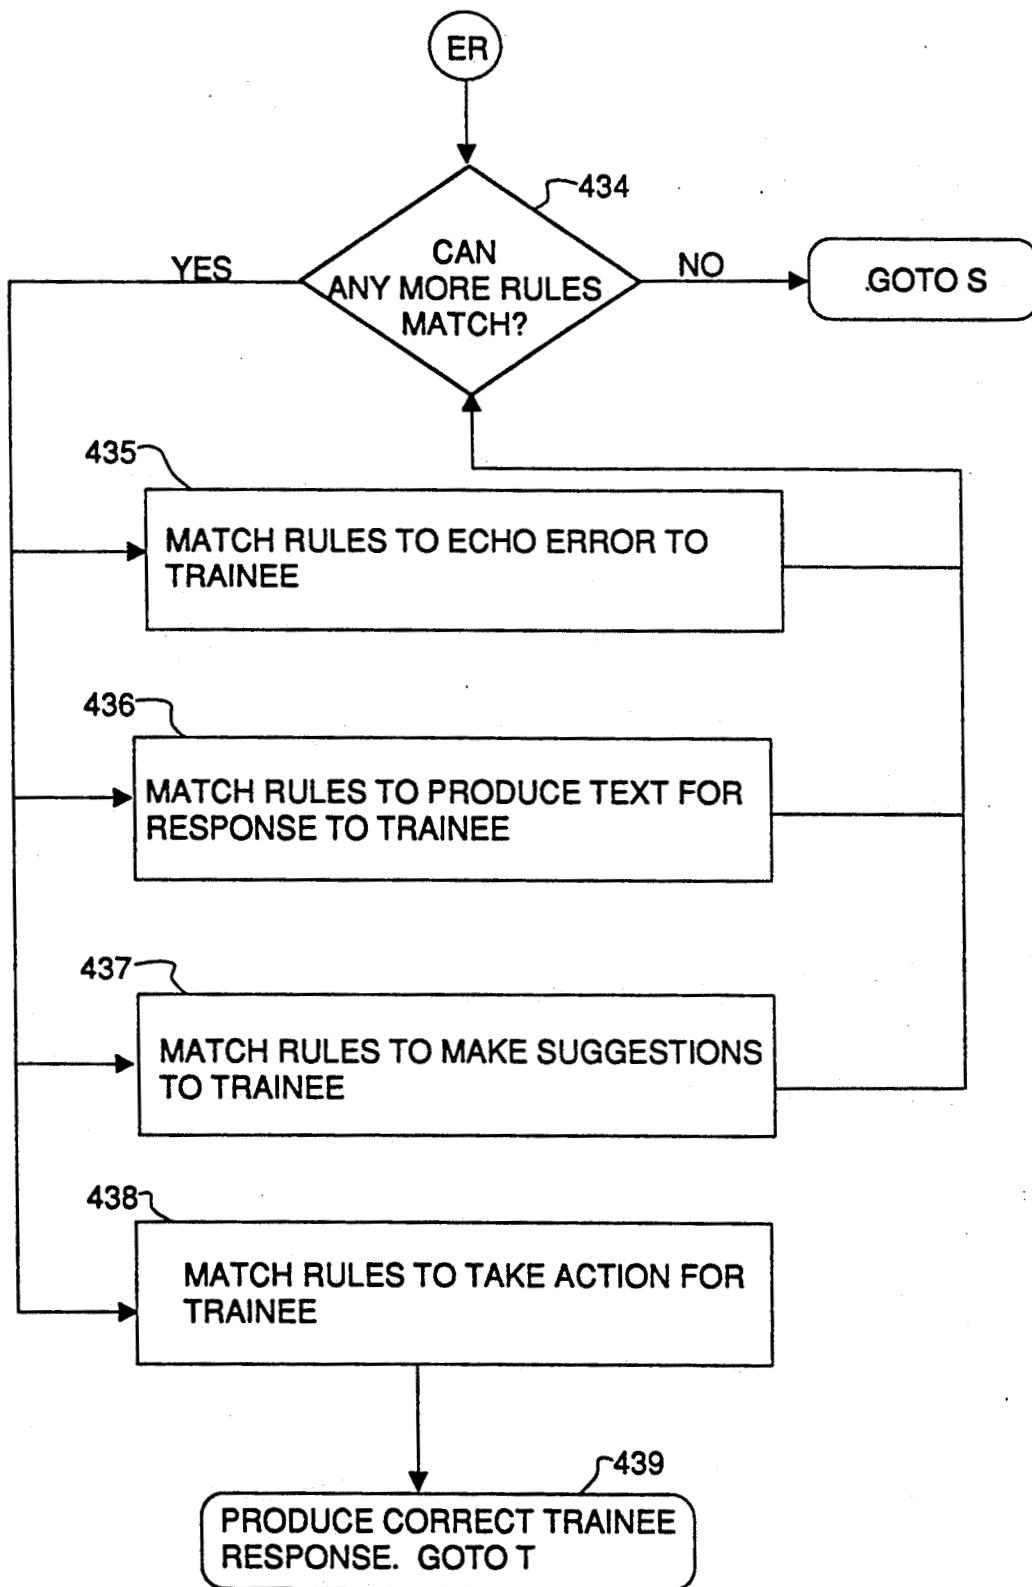 ER
434
CAN
ANY MORE RULES
MATCH?
YES
NO
.GOTO S
435
MATCH RULES TO ECHO ERROR TO
TRAINEE
436
MATCH RULES TO PRODUCE TEXT FOR
RESPONSE TO TRAINEE
437
MATCH RULES TO MAKE SUGGESTIONS
TO TRAINEE
438
MATCH RULES TO TAKE ACTION FOR
TRAINEE
439
PRODUCE CORRECT TRAINEE
RESPONSE. GOTO T